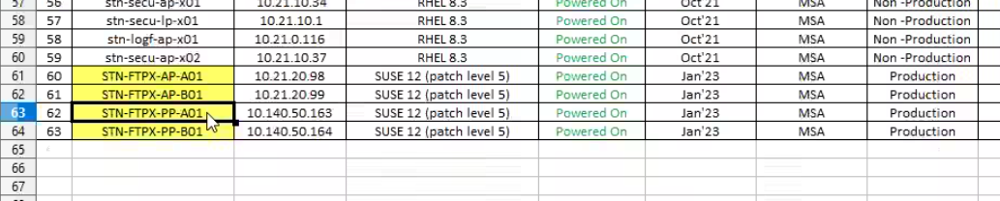 57 56 stn-secu-ap-x01 10.21.10.34 RHEL 8.3 Powered On Oct'21 MSA Non -Production
58 57 stn-secu-lp-x01 10.21.10.1 RHEL 8.3 Powered On Oct'21 MSA Non -Production
59 58 stn-logf-ap-x01 10.21.0.116 RHEL 8.3 Powered On Oct'21 MSA Non -Production
60 59 stn-secu-ap-x02 10.21.10.37 RHEL 8.3 Powered On Oct'21 MSA Non -Production
61 60 STN-FTPX-AP-A01 10.21.20.98 SUSE 12 (patch level 5) Powered On Jan'23 MSA Production
62 61 STN-FTPX-AP-B01 10.21.20.99 SUSE 12 (patch level 5) Powered On Jan'23 MSA Production
63 62 STN-FTPX-PP-A01 10.140.50.163 SUSE 12 (patch level 5) Powered On Jan'23 MSA Production
64 63 STN-FTPX-PP-B01 10.140.50.164 SUSE 12 (patch level 5) Powered On Jan'23 MSA Production
65
66
67